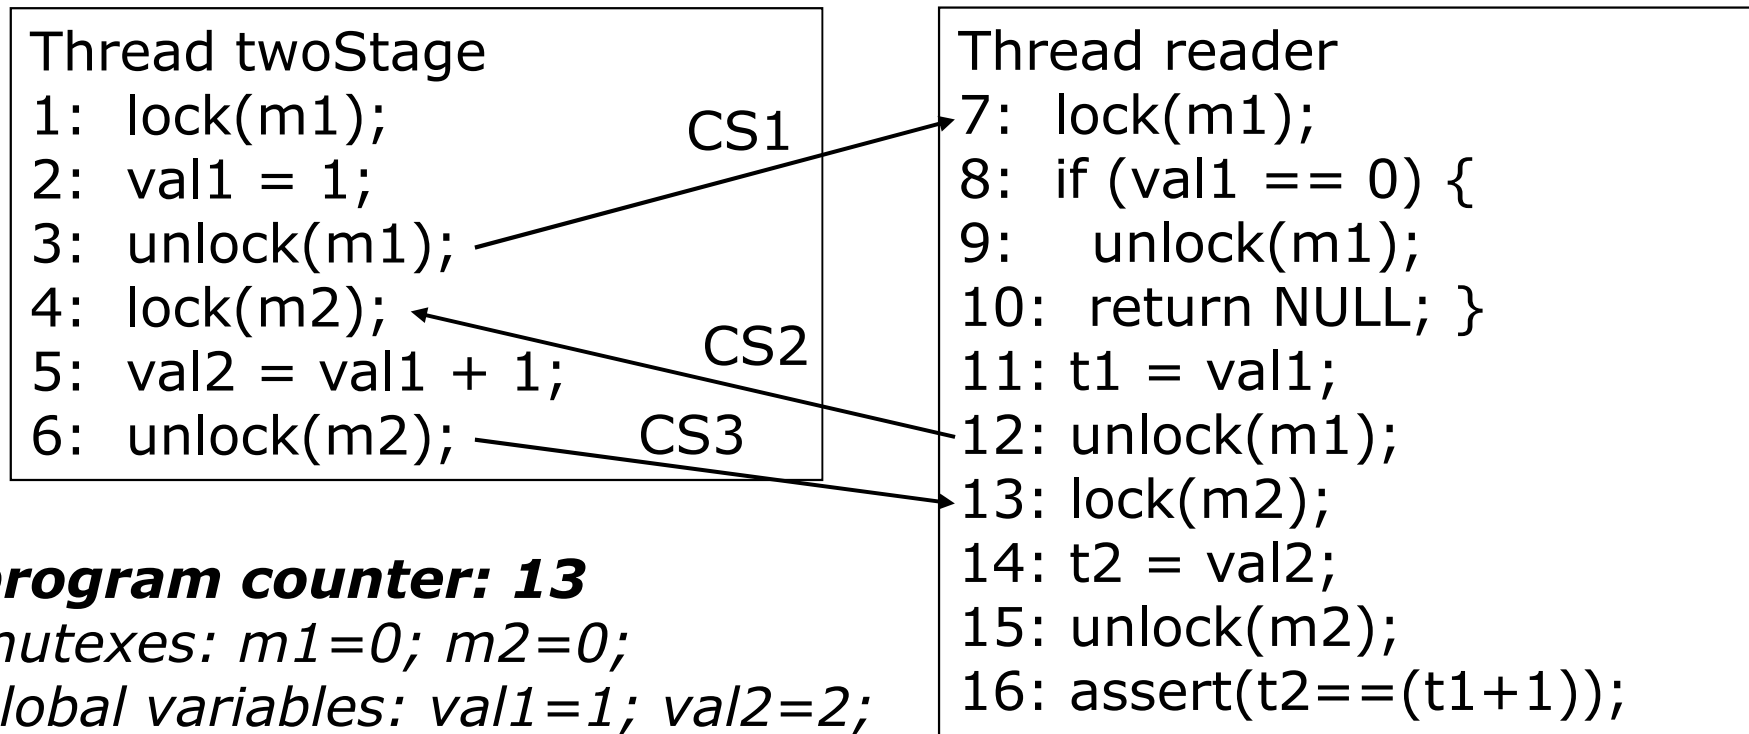 Thread twoStage
1: lock(m1);
2: val1 = 1;
3: unlock(m1);
4: lock(m2);
5: val2 = val1 + 1;
6: unlock(m2);
CS1
CS2
CS3
Thread reader
7: lock(m1);
8: if (val1 == 0) {
9: unlock(m1);
10: return NULL; }
11: t1 = val1;
12: unlock(m1);
13: lock(m2);
14: t2 = val2;
15: unlock(m2);
16: assert(t2==(t1+1));
program counter: 13
mutexes: m1=0; m2=0;
lobal variables: val1=1; val2=2;